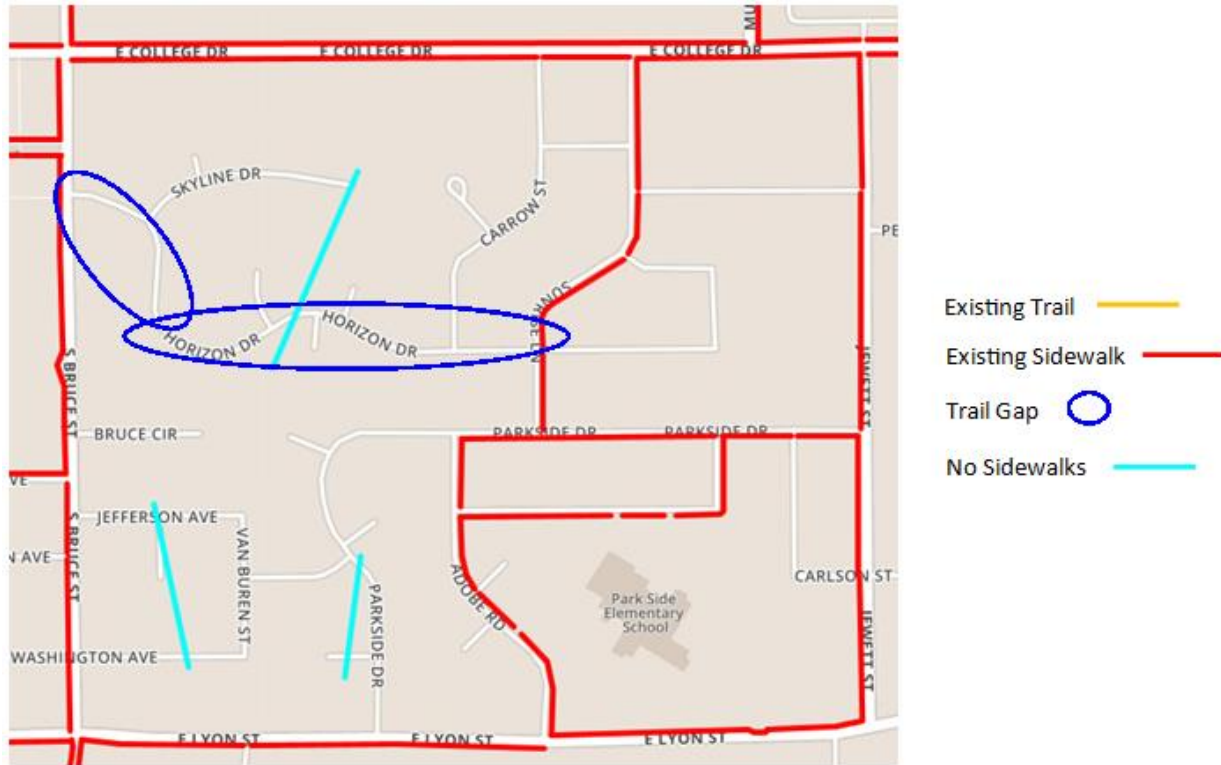 MU
E COLLEGE DR
E COLLEGE DR
E COLLEGE DR
SKYLINE DR
CARROW ST
PE
HORIZON DR
HORIZON DR
S BRUCE ST
JEWETT ST
BRUCE CIR
PARKSIDE DR
PARKSIDE DR
VE
JEFFERSON AVE
S BRUCE ST
N AVE
VAN BUREN ST
ADOBE RD
PARKSIDE DR
Park Side
Elementary
School
CARLSON ST
JEWETT ST
WASHINGTON AVE
E LYON ST
E LYON ST
E LYON ST
Existing Trail
Existing Sidewalk
Trail Gap
No Sidewalks